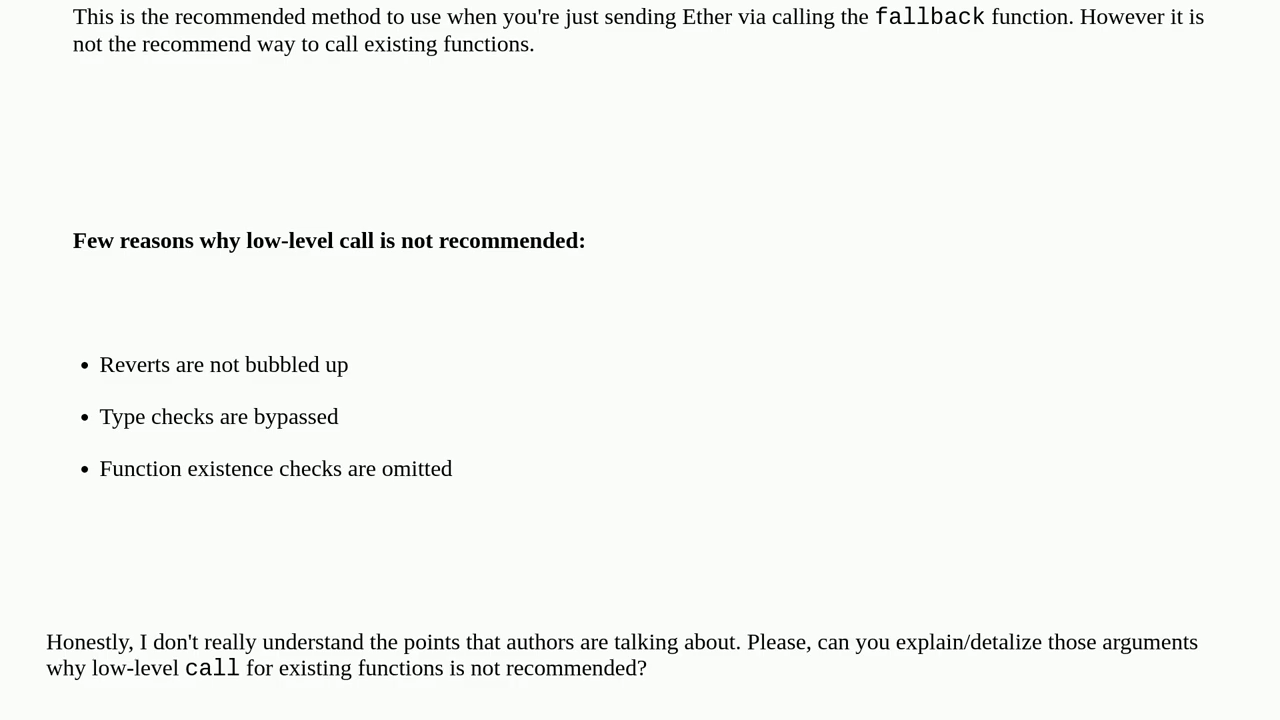 This is the recommended method to use when you're just sending Ether via calling the fallback function. However it is
not the recommend way to call existing functions.
Few reasons why low-level call is not recommended:
• Reverts are not bubbled up
• Type checks are bypassed
• Function existence checks are omitted
Honestly, I don't really understand the points that authors are talking about. Please, can you explain/detalize those arguments
why low-level call for existing functions is not recommended?